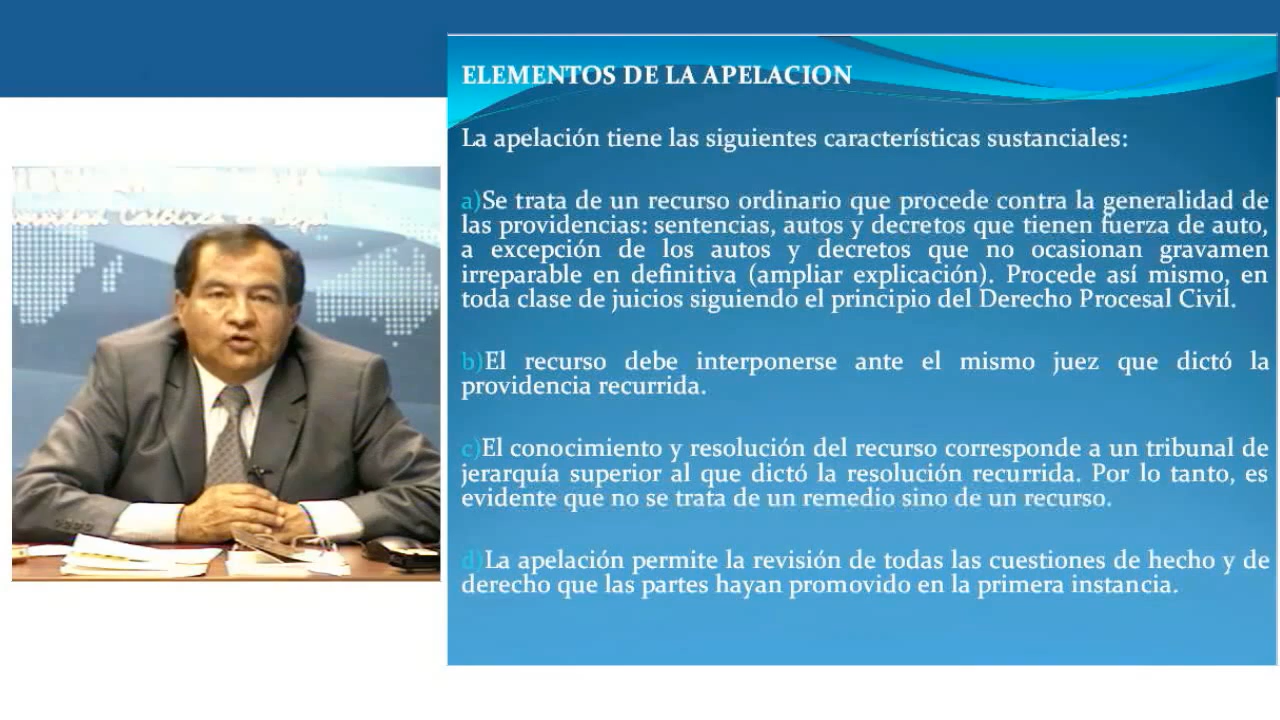 ELEMENTOS DE LA APELACION
La apelación tiene las siguientes características sustanciales:
a)Se trata de un recurso ordinario que procede contra la generalidad de
las providencias: sentencias, autos y decretos que tienen fuerza de auto,
a excepción de los autos y decretos que no ocasionan gravamen
irreparable en definitiva (ampliar explicación). Procede así mismo, en
toda clase de juicios siguiendo el principio del Derecho Procesal Civil.
b)El recurso debe interponerse ante el mismo juez que dictó la
providencia recurrida.
c)El conocimiento y resolución del recurso corresponde a un tribunal de
jerarquía superior al que dictó la resolución recurrida. Por lo tanto, es
evidente que no se trata de un remedio sino de un recurso.
d)La apelación permite la revisión de todas las cuestiones de hecho y de
derecho que las partes hayan promovido en la primera instancia.